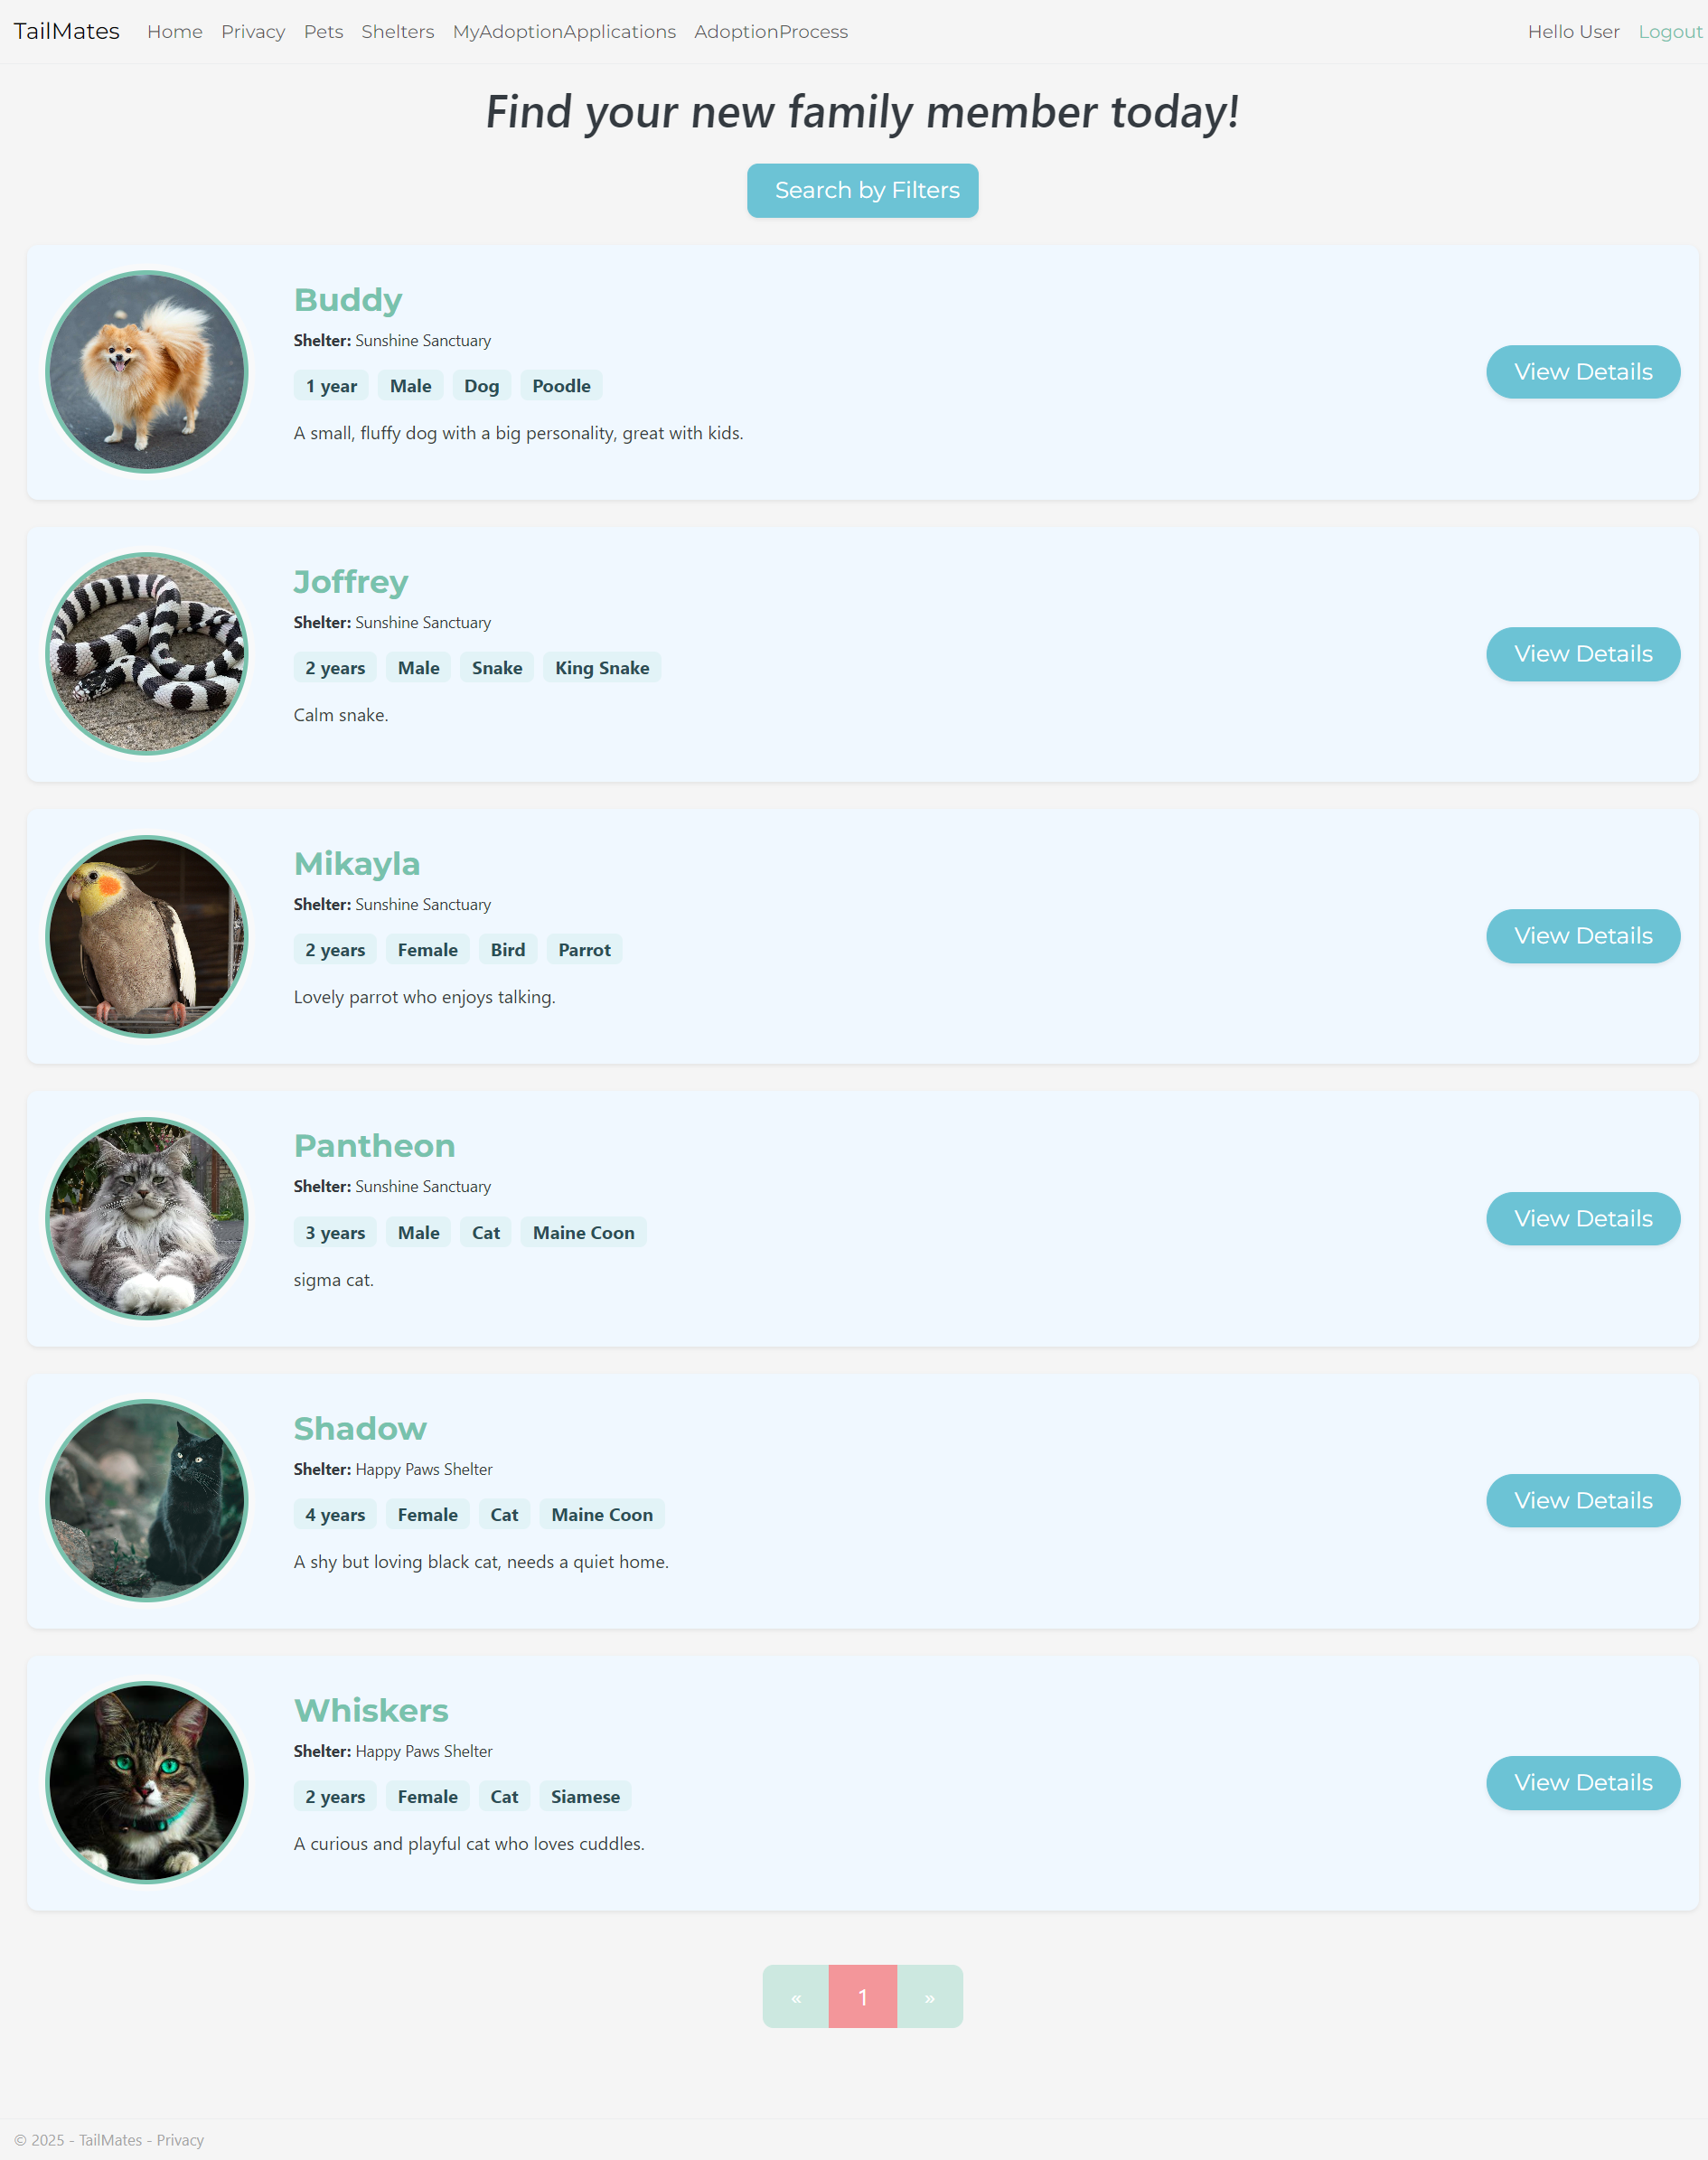 TailMates Home Privacy Pets Shelters MyAdoptionApplications AdoptionProcess Hello User Logout
Find your new family member today!
Search by Filters
Buddy
Shelter: Sunshine Sanctuary
1 year Male Dog Poodle
A small, fluffy dog with a big personality, great with kids.
View Details
Joffrey
Shelter: Sunshine Sanctuary
2 years Male Snake King Snake
Calm snake.
View Details
Mikayla
Shelter: Sunshine Sanctuary
2 years Female Bird Parrot
Lovely parrot who enjoys talking.
View Details
Pantheon
Shelter: Sunshine Sanctuary
3 years Male Cat Maine Coon
sigma cat.
View Details
Shadow
Shelter: Happy Paws Shelter
4 years Female Cat Maine Coon
A shy but loving black cat, needs a quiet home.
View Details
Whiskers
Shelter: Happy Paws Shelter
2 years Female Cat Siamese
A curious and playful cat who loves cuddles.
View Details
« 1 »
© 2025 - TailMates - Privacy